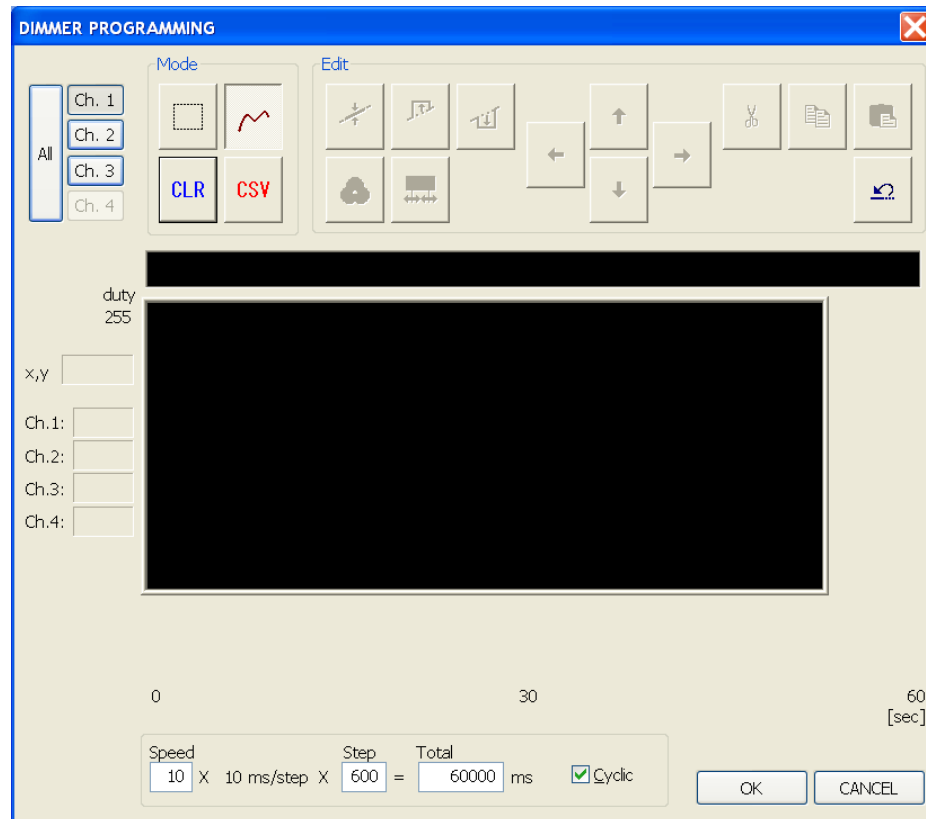 DIMMER PROGRAMMING
Mode
Edit
All
Ch. 1
Ch. 2
Ch. 3
Ch. 4
CLR
CSV
duty
255
x,y
Ch.1:
Ch.2:
Ch.3:
Ch.4:
0 30 60
[sec]
Speed Step Total
10 X 10 ms/step X 600 = 60000 ms
Cyclic
OK
CANCEL